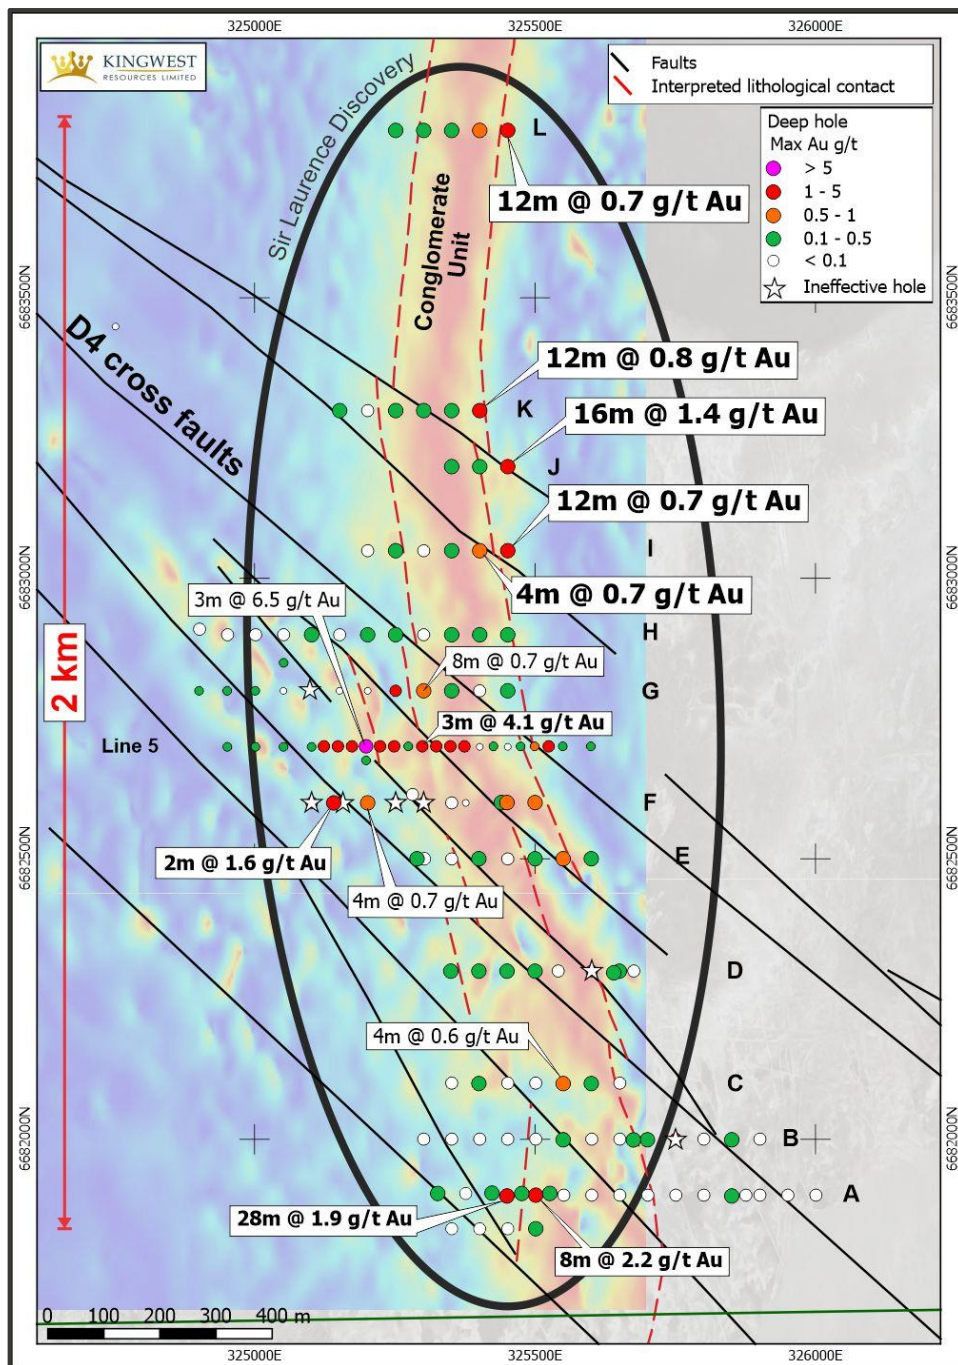 325000E
325500E
326000E
KINGWEST
RESOURCES LIMITED
Faults
Interpreted lithological contact
Deep hole
Max Au g/t
> 5
1 - 5
0.5 - 1
0.1 - 0.5
< 0.1
Ineffective hole
Sir Laurence Discovery
L
12m @ 0.7 g/t Au
Conglomerate
Unit
6683500N
6683500N
D4 cross faults
12m @ 0.8 g/t Au
K
16m @ 1.4 g/t Au
J
12m @ 0.7 g/t Au
I
6683000N
6683000N
3m @ 6.5 g/t Au
4m @ 0.7 g/t Au
H
2 km
8m @ 0.7 g/t Au
G
3m @ 4.1 g/t Au
Line 5
F
2m @ 1.6 g/t Au
E
6682500N
6682500N
4m @ 0.7 g/t Au
D
4m @ 0.6 g/t Au
C
6682000N
B
6682000N
A
28m @ 1.9 g/t Au
8m @ 2.2 g/t Au
0 100 200 300 400 m
325000E
325500E
326000E